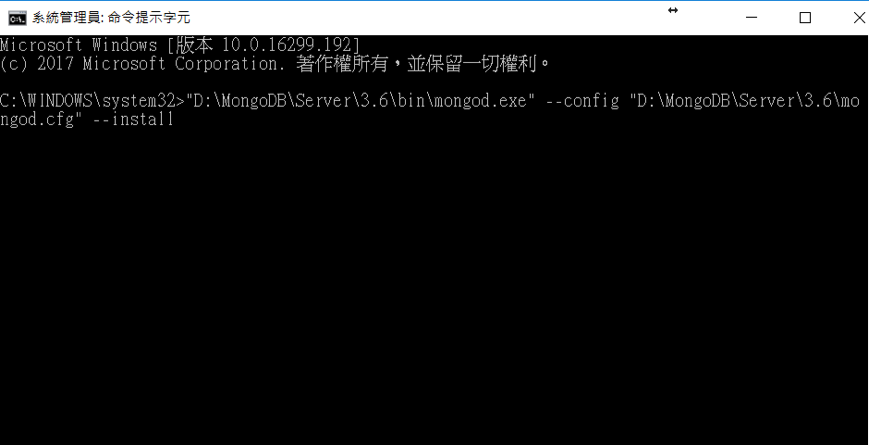 系統管理員: 命令提示字元
Microsoft Windows [版本 10.0.16299.192]
(c) 2017 Microsoft Corporation. 著作權所有，並保留一切權利。
C:\WINDOWS\system32>"D:\MongoDB\Server\3.6\bin\mongod.exe" --config "D:\MongoDB\Server\3.6\mo
ngod.cfg" --install